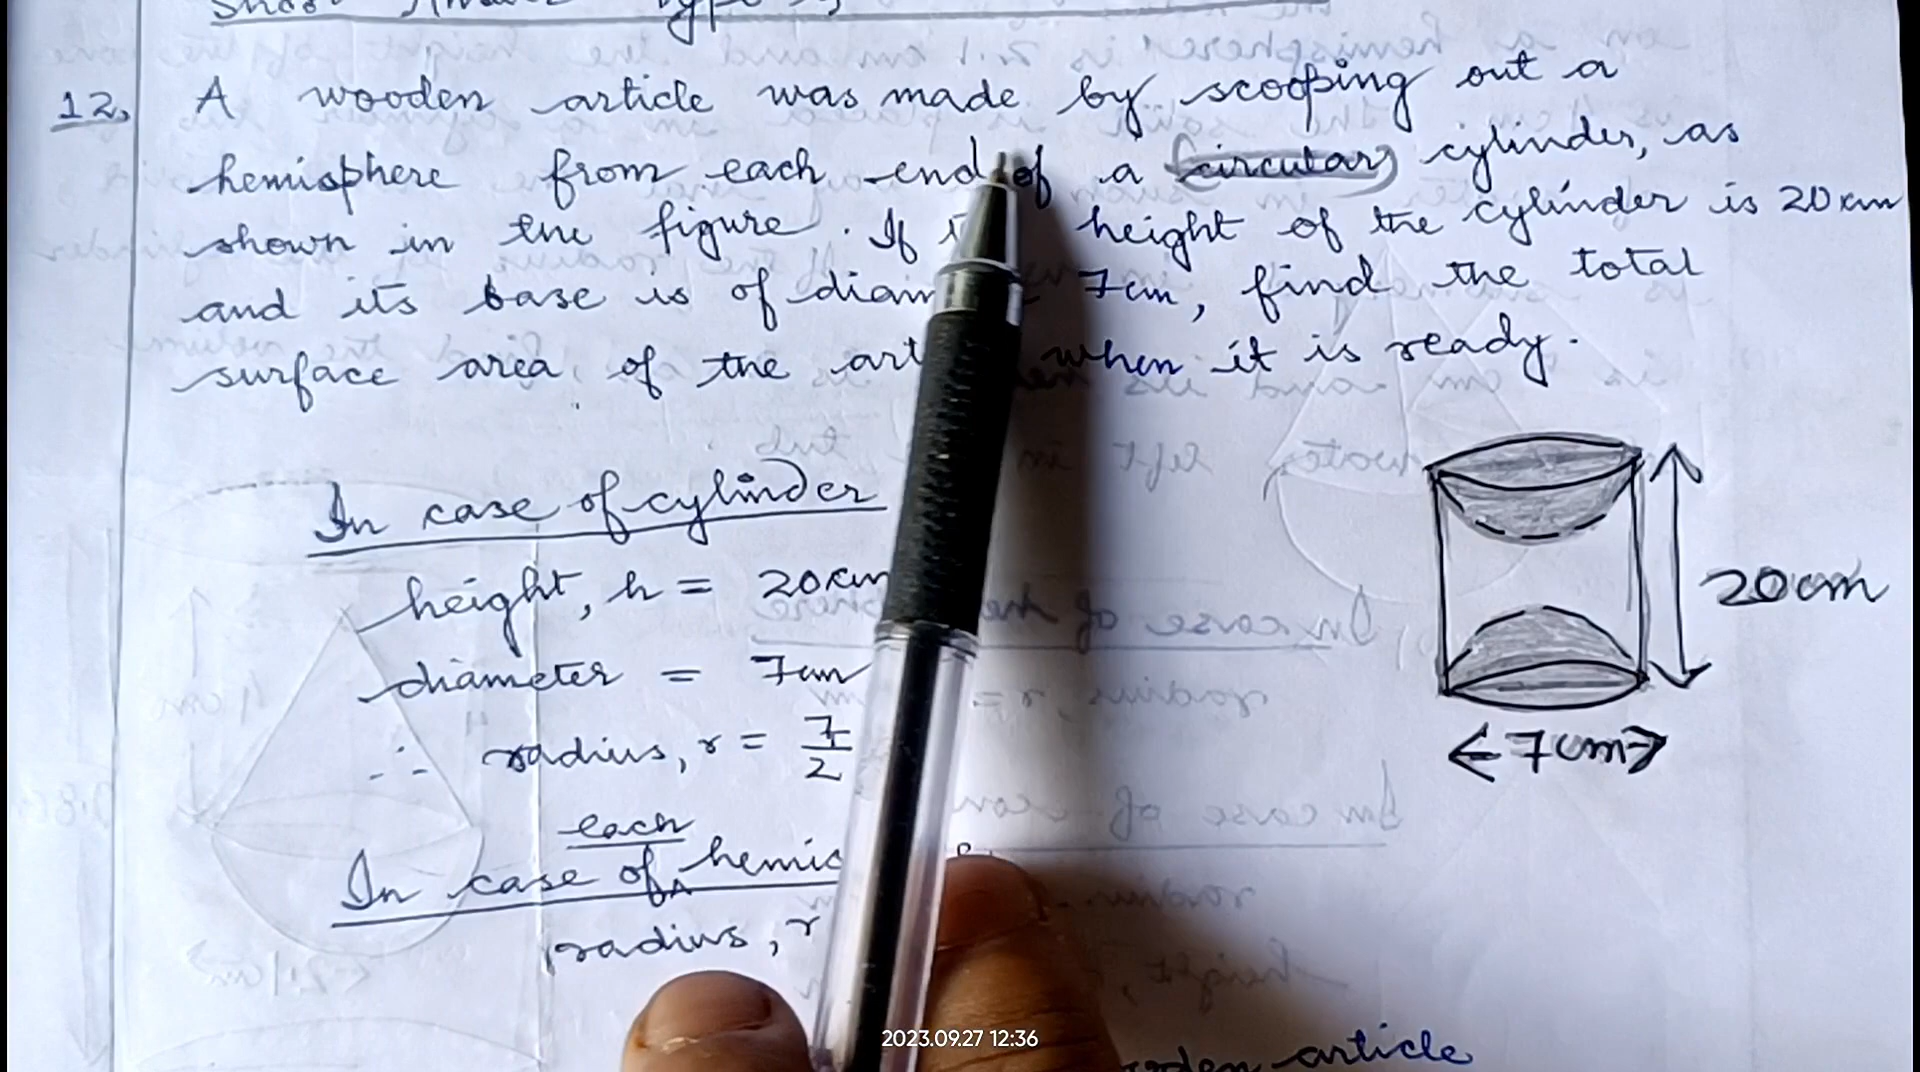 12. A wooden article was made by scooping out a
hemisphere from each end of a cylinder, as
shown in the figure. If height of the cylinder is 20 cm
and its base is of diam 7cm, find the total
surface area of the art when it is ready.
In case of cylinder
height, h = 20cm
diameter = 7cm
∴ radius, r = 7/2
each
In case of hemis
radius, r
20cm
7cm
article
2023.09.27 12:36